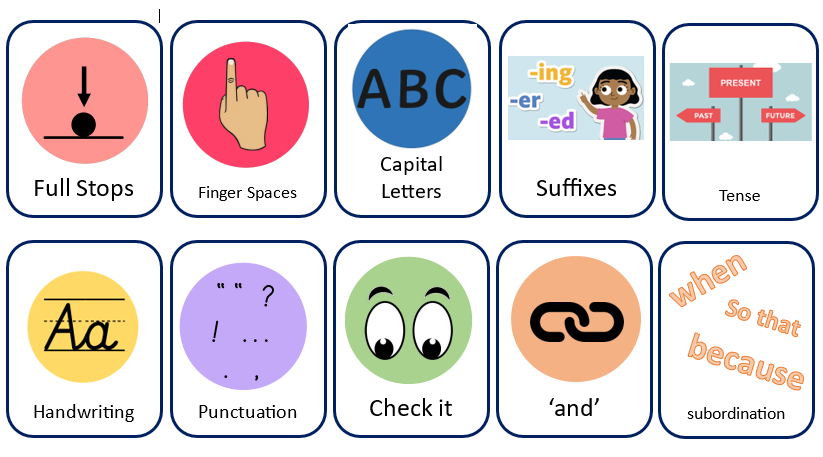 Full Stops
Finger Spaces
ABC
Capital
Letters
-ing
-er
-ed
Suffixes
PRESENT
PAST
FUTURE
Tense
Aa
Handwriting
“ “ ?
! ...
. ,
Punctuation
Check it
‘and’
when
So that
because
subordination